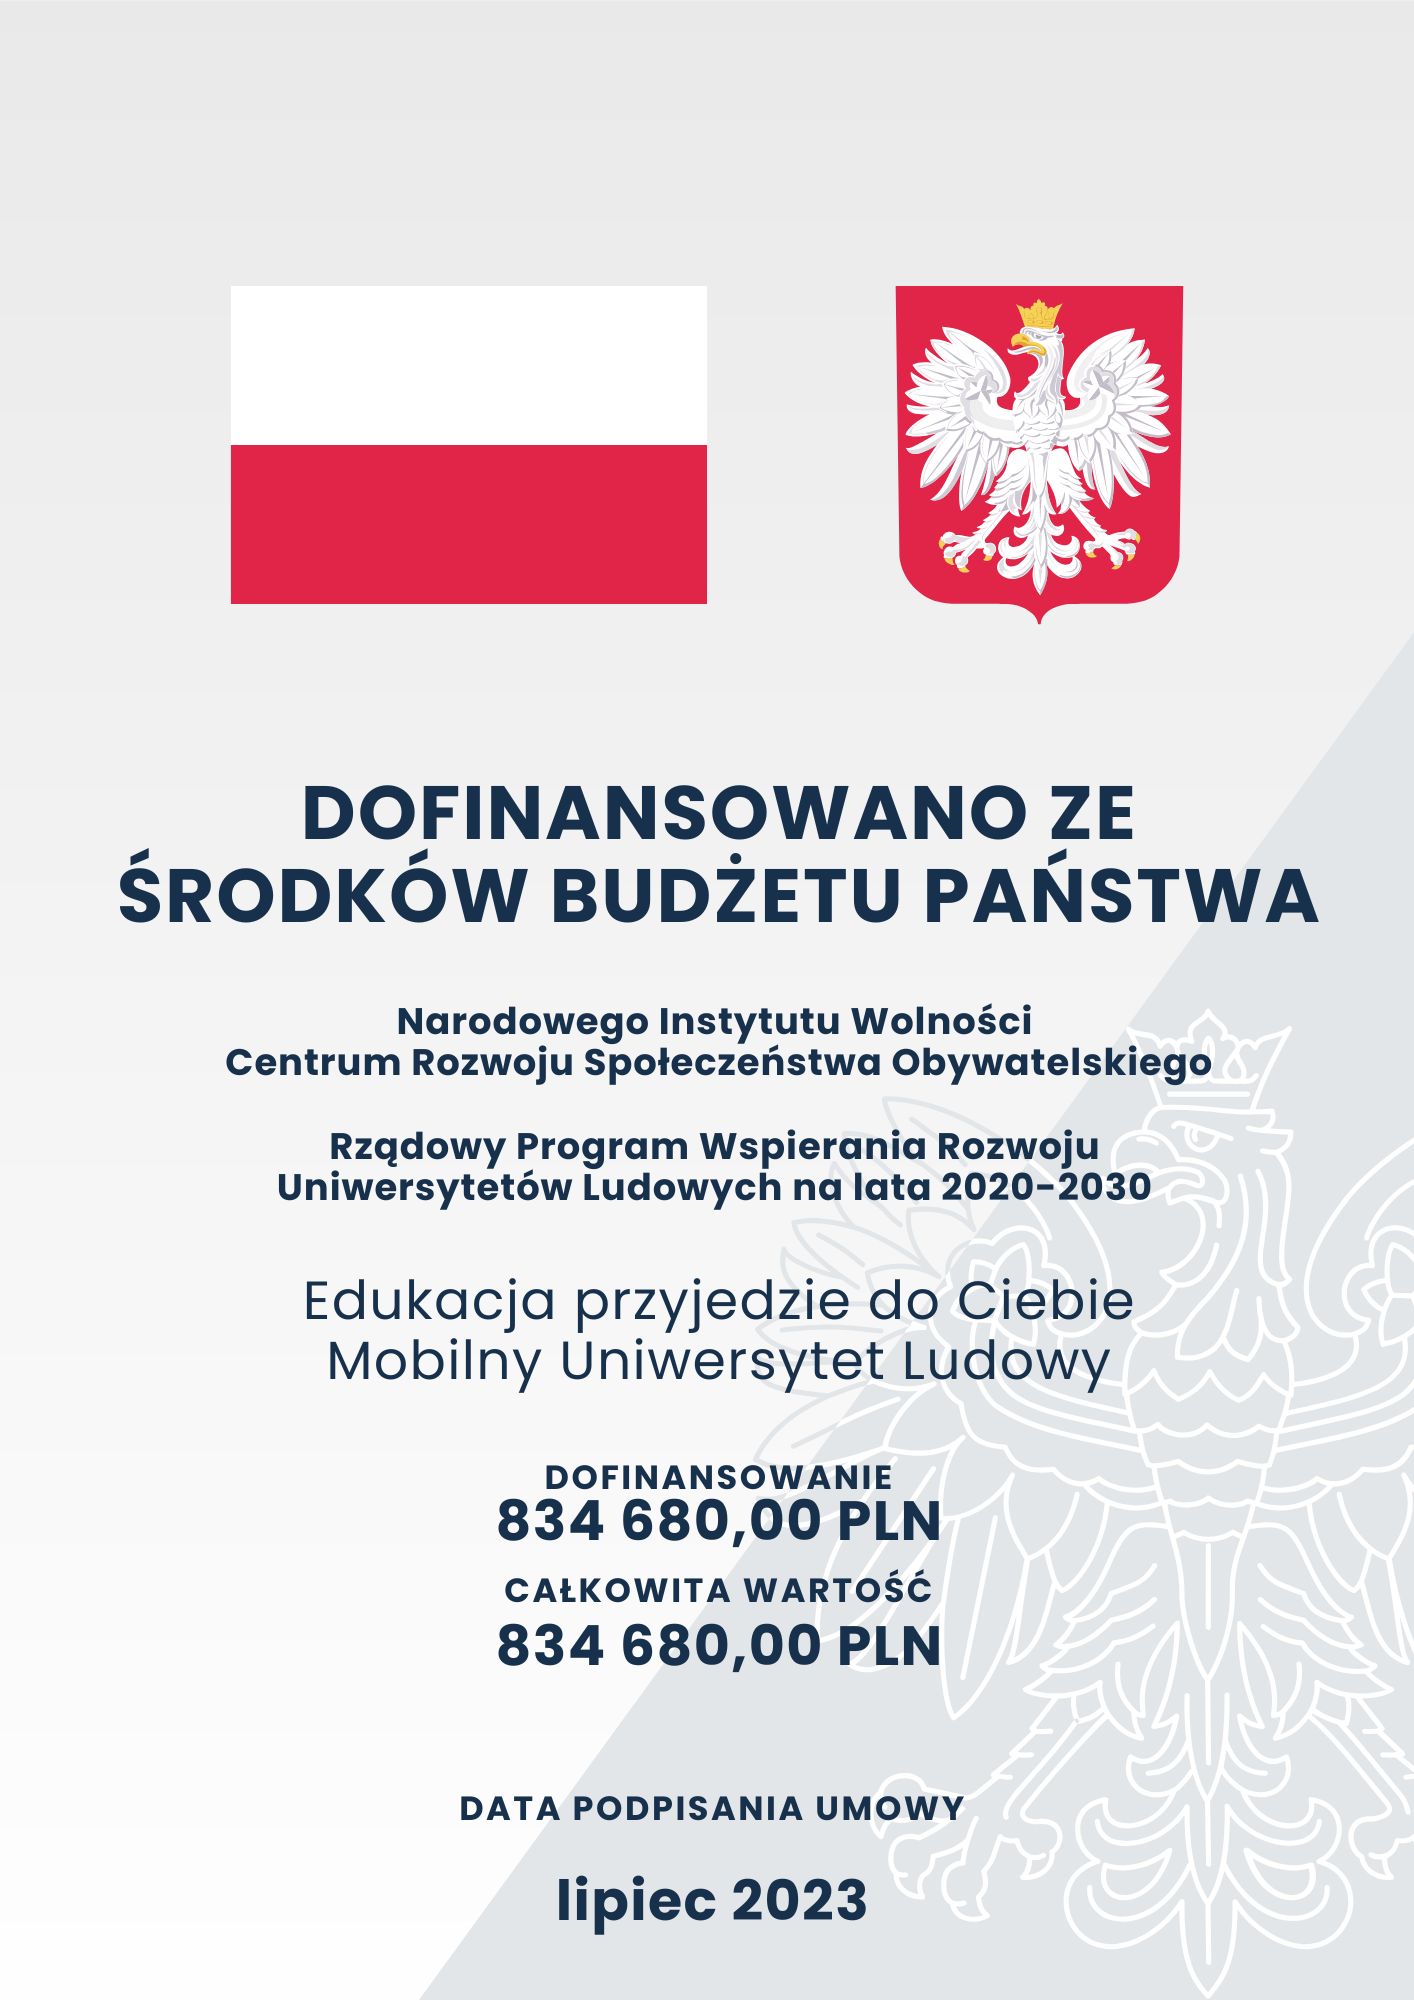 DOFINANSOWANO ZE
ŚRODKÓW BUDŻETU PAŃSTWA
Narodowego Instytutu Wolności
Centrum Rozwoju Społeczeństwa Obywatelskiego
Rządowy Program Wspierania Rozwoju
Uniwersytetów Ludowych na lata 2020-2030
Edukacja przyjedzie do Ciebie
Mobilny Uniwersytet Ludowy
DOFINANSOWANIE
834 680,00 PLN
CAŁKOWITA WARTOŚĆ
834 680,00 PLN
DATA PODPISANIA UMOWY
lipiec 2023